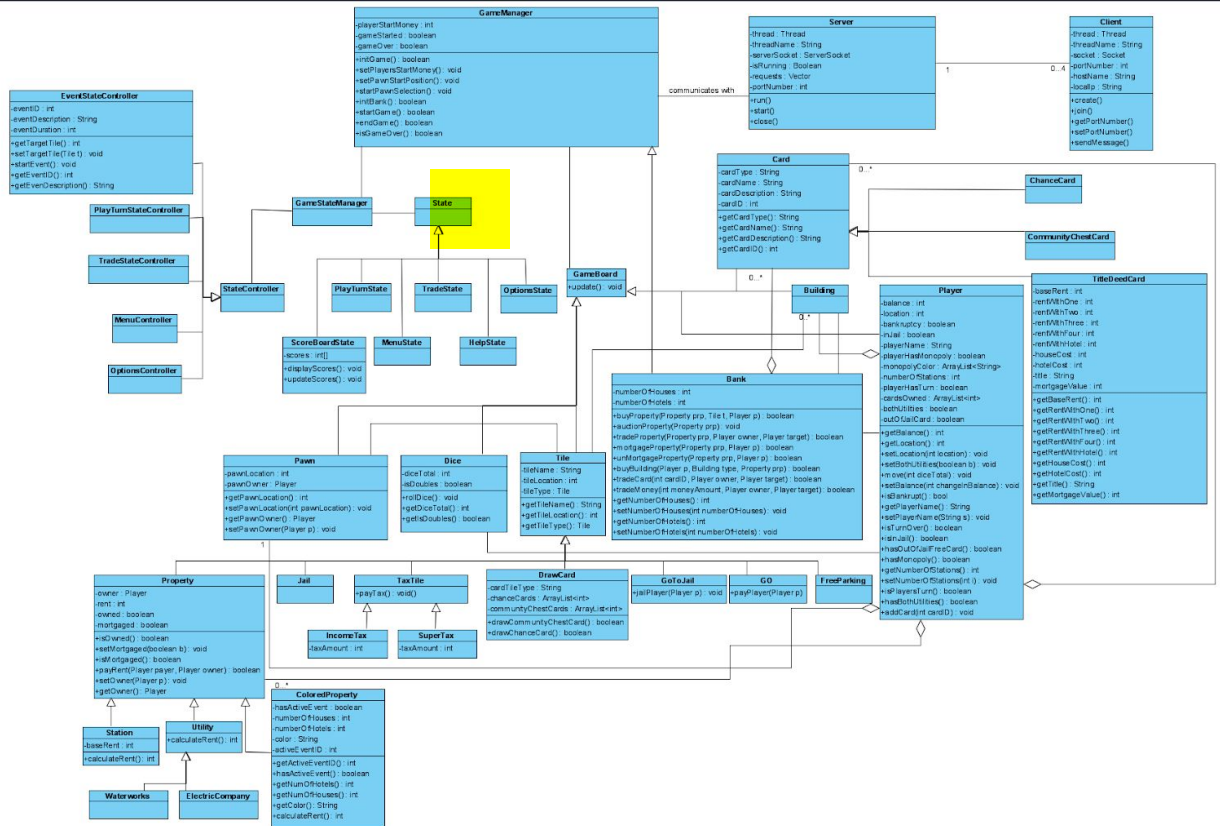 GameManager
-playerStartMoney : int
-gameStarted : boolean
-gameOver : boolean
+intGame() : boolean
+setPlayersStartMoney() : void
+setPawnStartPosition() : void
+startPawnSelection() : void
+intBank() : boolean
+startGame() : boolean
+endGame() : boolean
+isGameOver() : boolean
communicates with
Server
-thread : Thread
-threadName : String
-serverSocket : ServerSocket
-isRunning : Boolean
-requests : Vector
-portNumber : int
+run()
+start()
+close()
1
0..4
Client
-thread : Thread
-threadName : String
-socket : Socket
-portNumber : int
-hostName : String
-localIp : String
+create()
+join()
+getPortNumber()
+setPortNumber()
+sendMessage()
EventStateController
-eventID : int
-eventDescription : String
-eventDuration : int
+getTargetTile() : int
+setTargetTile(Tile t) : void
+startEvent() : void
+getEventID() : int
+getEvenDescription() : String
PlayTurnStateController
TradeStateController
MenuController
OptionsController
StateController
GameStateManager
State
PlayTurnState
TradeState
OptionsState
ScoreBoardState
-scores : int[]
+displayScores() : void
+updateScores() : void
MenuState
HelpState
GameBoard
+update() : void
Card
-cardType : String
-cardName : String
-cardDescription : String
-cardID : int
+getCardType() : String
+getCardName() : String
+getCardDescription() : String
+getCardID() : int
0...*
0...*
ChanceCard
CommunityChestCard
Building
0...*
TitleDeedCard
-baseRent : int
-rentWithOne : int
-rentWithTwo : int
-rentWithThree : int
-rentWithFour : int
-rentWithHotel : int
-houseCost : int
-hotelCost : int
-title : String
-mortgageValue : int
+getBaseRent() : int
+getRentWithOne() : int
+getRentWithTwo() : int
+getRentWithThree() : int
+getRentWithFour() : int
+getRentWithHotel() : int
+getHouseCost() : int
+getHotelCost() : int
+getTitle() : String
+getMortgageValue() : int
Player
-balance : int
-location : int
-bankruptcy : boolean
-inJail : boolean
-playerName : String
-playerHasMonopoly : boolean
-monopolyColor : ArrayList<String>
-numberOfStations : int
-playerHasTurn : boolean
-cardsOwned : ArrayList<int>
-bothUtilities : boolean
-outOfJailCard : boolean
+getBalance() : int
+getLocation() : int
+setLocation(int location) : void
+setBothUtilities(boolean b) : void
+move(int diceTotal) : void
+setBalance(int changeInBalance) : void
+isBankrupt() : bool
+getPlayerName() : String
+setPlayerName(String s) : void
+isTurnOver() : boolean
+isInJail() : boolean
+hasOutOfJailFreeCard() : boolean
+hasMonopoly() : boolean
+getNumberOfStations() : int
+setNumberOfStations(int i) : void
+isPlayersTurn() : boolean
+hasBothUtilities() : boolean
+addCard(int cardID) : void
Bank
-numberOfHouses : int
-numberOfHotels : int
+buyProperty(Property prp, Tile t, Player p) : boolean
+auctionProperty(Property prp) : void
+tradeProperty(Property prp, Player owner, Player target) : boolean
+mortgageProperty(Property prp, Player p) : boolean
+unMortgageProperty(Property prp, Player p) : boolean
+buyBuilding(Player p, Building type, Property prp) : boolean
+tradeCard(int cardID, Player owner, Player target) : boolean
+tradeMoney(int moneyAmount, Player owner, Player target) : boolean
+getNumberOfHouses() : int
+setNumberOfHouses(int numberOfHouses) : void
+getNumberOfHotels() : int
+setNumberOfHotels(int numberOfHotels) : void
Pawn
-pawnLocation : int
-pawnOwner : Player
+getPawnLocation() : int
+setPawnLocation(int pawnLocation) : void
+getPawnOwner() : Player
+setPawnOwner(Player p) : void
1
Dice
-diceTotal : int
-isDoubles : boolean
+rollDice() : void
+getDiceTotal() : int
+getIsDoubles() : boolean
Tile
-tileName : String
-tileLocation : int
-tileType : Tile
+getTileName() : String
+getTileLocation() : int
+getTileType() : Tile
Property
-owner : Player
-rent : int
-owned : boolean
-mortgaged : boolean
+isOwned() : boolean
+setMortgaged(boolean b) : void
+isMortgaged() : boolean
+payRent(Player payer, Player owner) : boolean
+setOwner(Player p) : void
+getOwner() : Player
0...*
Jail
TaxTile
+payTax() : void()
IncomeTax
-taxAmount : int
SuperTax
-taxAmount : int
DrawCard
-cardTileType : String
-chanceCards : ArrayList<int>
-communtyChestCards : ArrayList<int>
+drawCommunityChestCard() : boolean
+drawChanceCard() : boolean
GoToJail
+jailPlayer(Player p) : void
GO
+payPlayer(Player p)
FreeParking
Station
-baseRent : int
+calculateRent() : int
Utility
+calculateRent() : int
Waterworks
ElectricCompany
ColoredProperty
-hasActiveEvent : boolean
-numberOfHouses : int
-numberOfHotels : int
-color : String
-activeEventID : int
+getActiveEventID() : int
+hasActiveEvent() : boolean
+getNumOfHotels() : int
+getNumOfHouses() : int
+getColor() : String
+calculateRent() : int